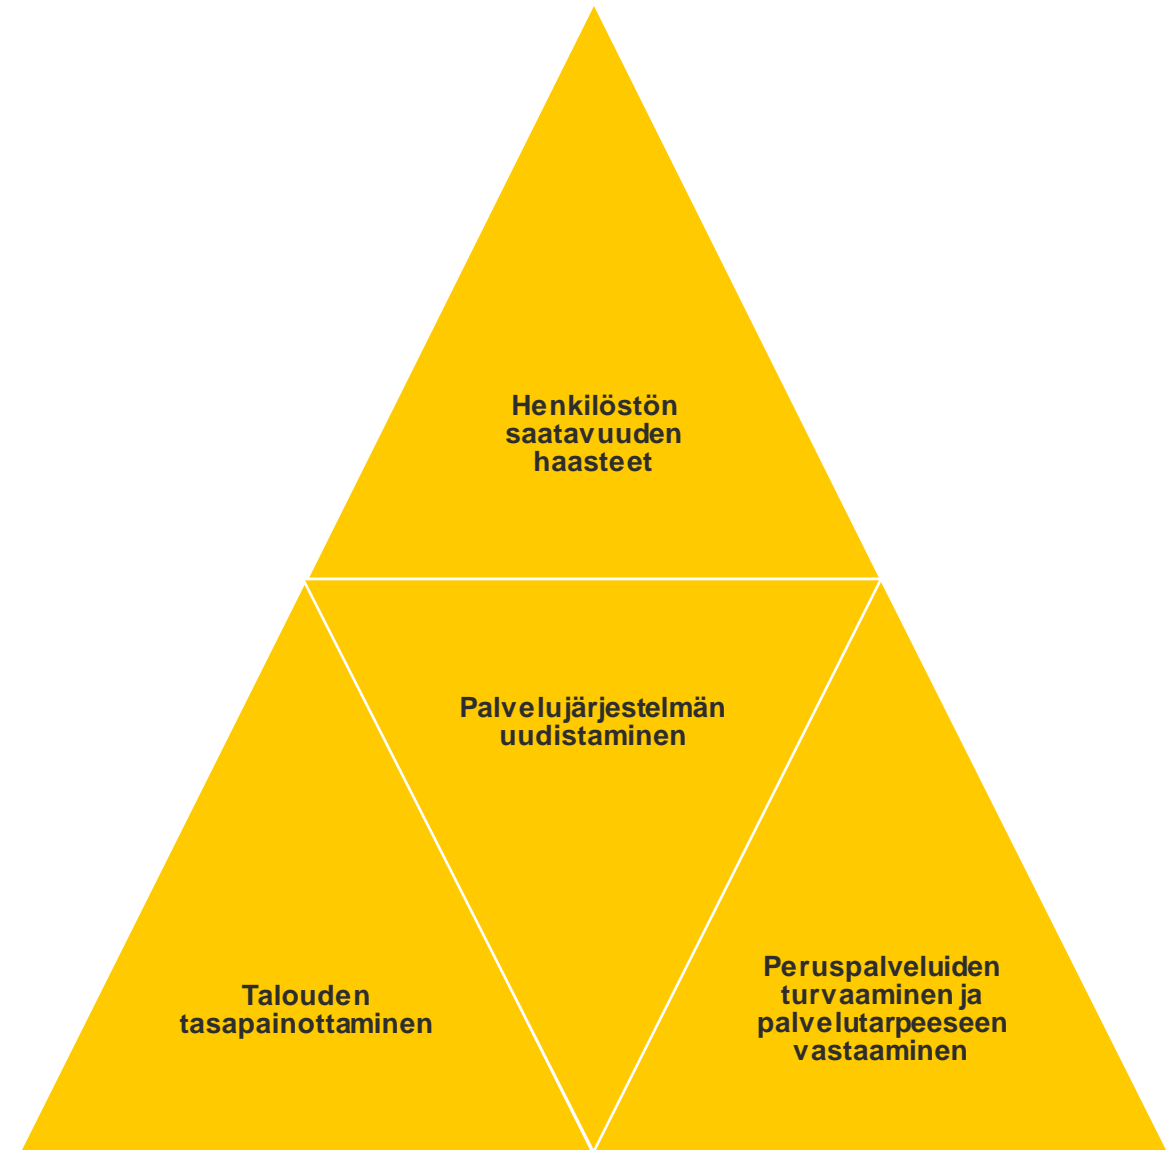 Henkilöstön
saatavuuden
haasteet
Palvelujärjestelmän
uudistaminen
Talouden
tasapainottaminen
Peruspalveluiden
turvaaminen ja
palvelutarpeeseen
vastaaminen